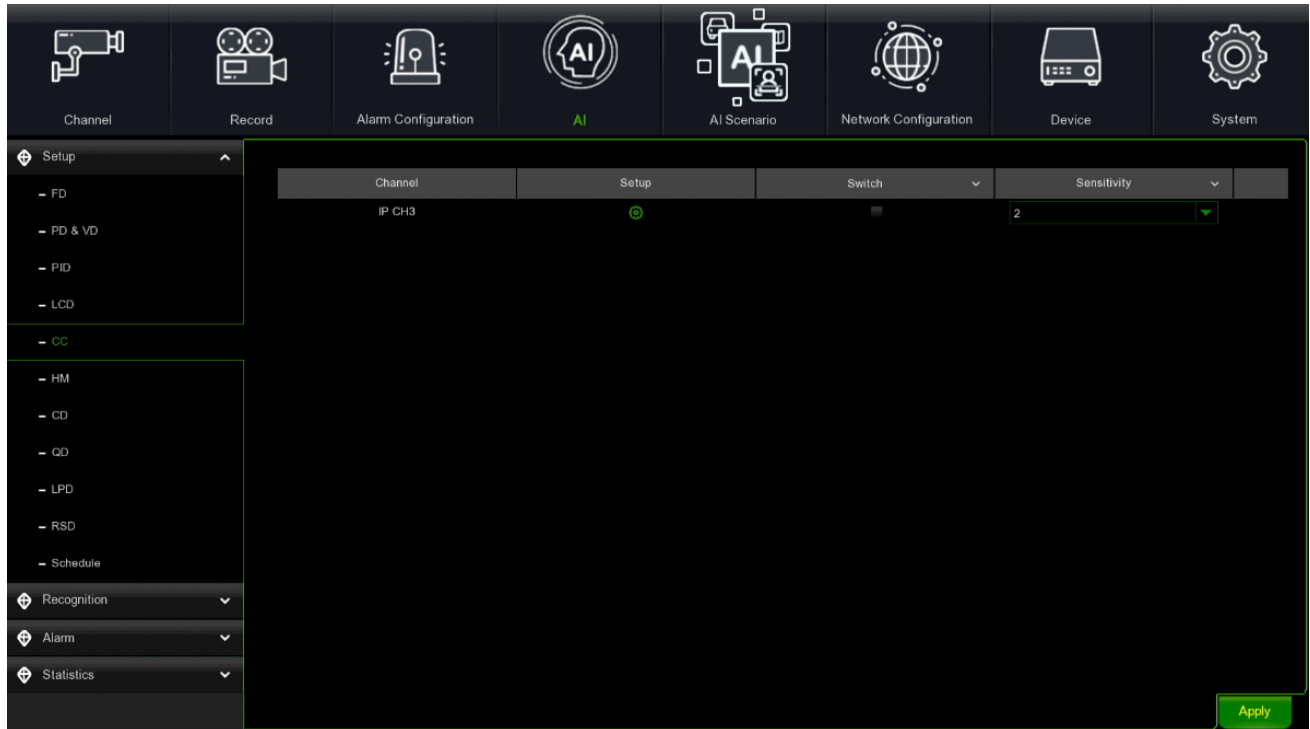 AI
AI
Channel Record Alarm Configuration AI AI Scenario Network Configuration Device System
Setup
Channel Setup Switch Sensitivity
FD
IP CH3 2
PD & VD
PID
LCD
CC
HM
CD
QD
LPD
RSD
Schedule
Recognition
Alarm
Statistics
Apply